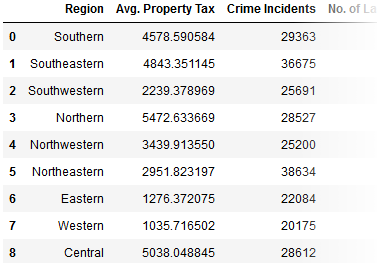 Region Avg. Property Tax Crime Incidents No. of La
0 Southern 4578.590584 29363
1 Southeastern 4843.351145 36675
2 Southwestern 2239.378969 25691
3 Northern 5472.633669 28527
4 Northwestern 3439.913550 25200
5 Northeastern 2951.823197 38634
6 Eastern 1276.372075 22084
7 Western 1035.716502 20175
8 Central 5038.048845 28612